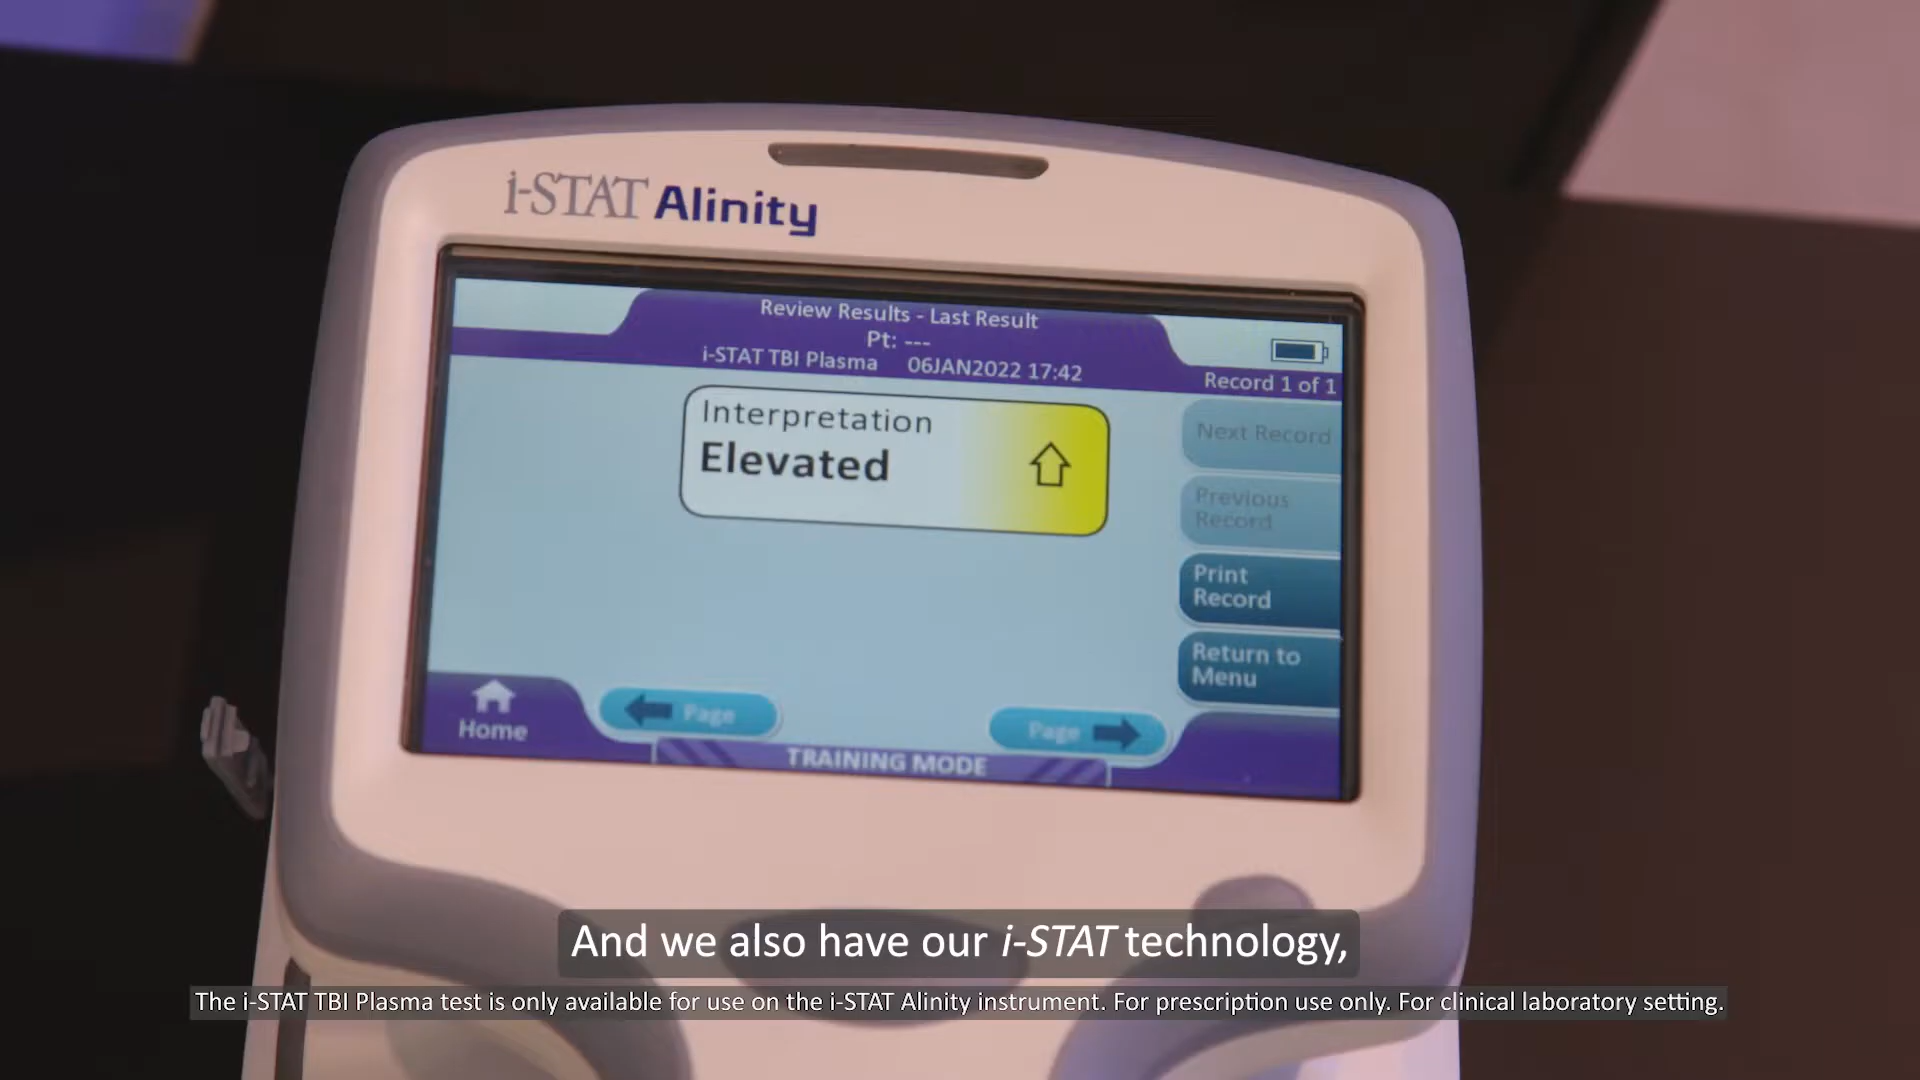 i-STAT Alinity
Review Results - Last Result
Pt: ---
i-STAT TBI Plasma 06JAN2022 17:42
Record 1 of 1
Interpretation
Elevated
Next Record
Previous
Record
Print
Record
Return to
Menu
Home
Page
Page
TRAINING MODE
And we also have our i-STAT technology,
The i-STAT TBI Plasma test is only available for use on the i-STAT Alinity instrument. For prescription use only. For clinical laboratory setting.